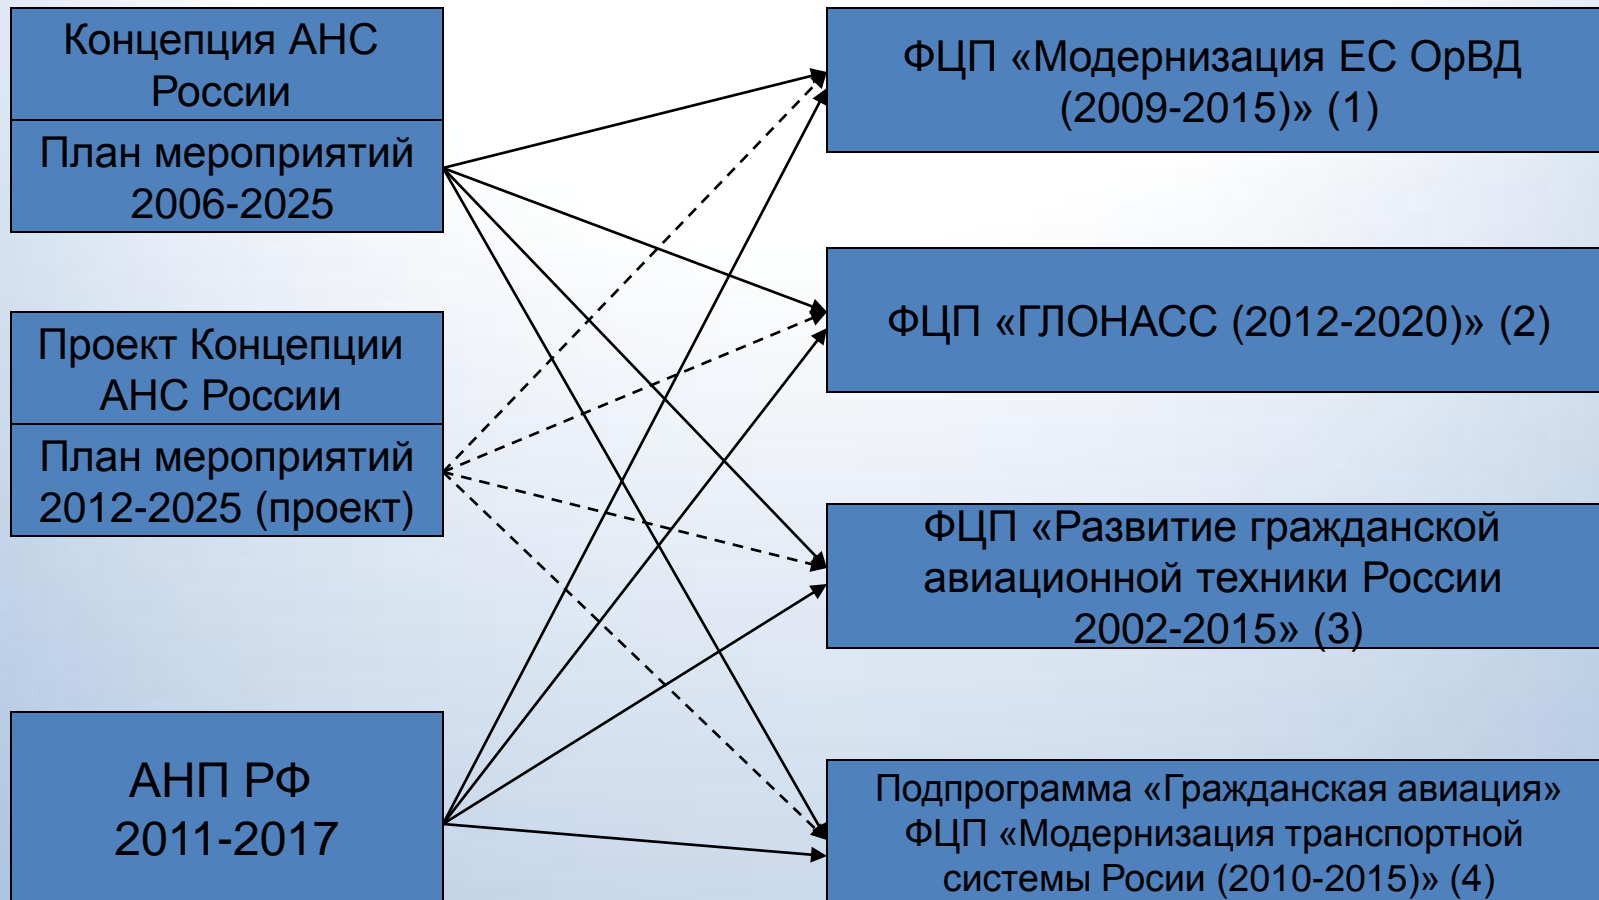 Концепция АНС
России
План мероприятий
2006-2025
Проект Концепции
АНС России
План мероприятий
2012-2025 (проект)
АНП РФ
2011-2017
ФЦП «Модернизация ЕС ОрВД
(2009-2015)» (1)
ФЦП «ГЛОНАСС (2012-2020)» (2)
ФЦП «Развитие гражданской
авиационной техники России
2002-2015» (3)
Подпрограмма «Гражданская авиация»
ФЦП «Модернизация транспортной
системы Росии (2010-2015)» (4)